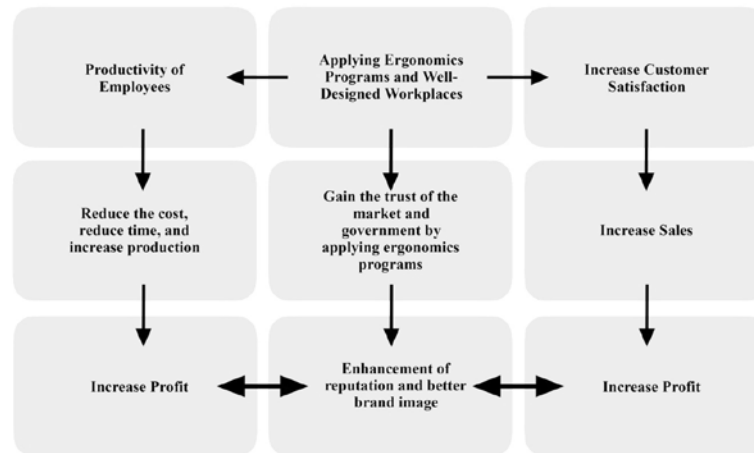 Productivity of
Employees
Applying Ergonomics
Programs and Well-
Designed Workplaces
Increase Customer
Satisfaction
Reduce the cost,
reduce time, and
increase production
Gain the trust of the
market and
government by
applying ergonomics
programs
Increase Sales
Increase Profit
Enhancement of
reputation and better
brand image
Increase Profit